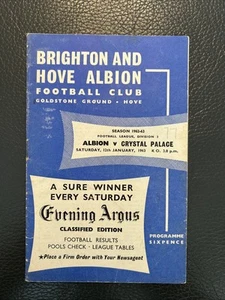 BRIGHTON AND
HOVE ALBION
FOOTBALL CLUB
GOLDSTONE GROUND • HOVE
SEASON 1962-63
FOOTBALL LEAGUE, DIVISION 3
ALBION v CRYSTAL PALACE
SATURDAY, 12th JANUARY, 1963 K.O. 3.0 p.m.
A SURE WINNER
EVERY SATURDAY
Evening Argus
CLASSIFIED EDITION
FOOTBALL RESULTS
POOLS CHECK - LEAGUE TABLES
★Place a Firm Order with Your Newsagent
PROGRAMME
SIXPENCE